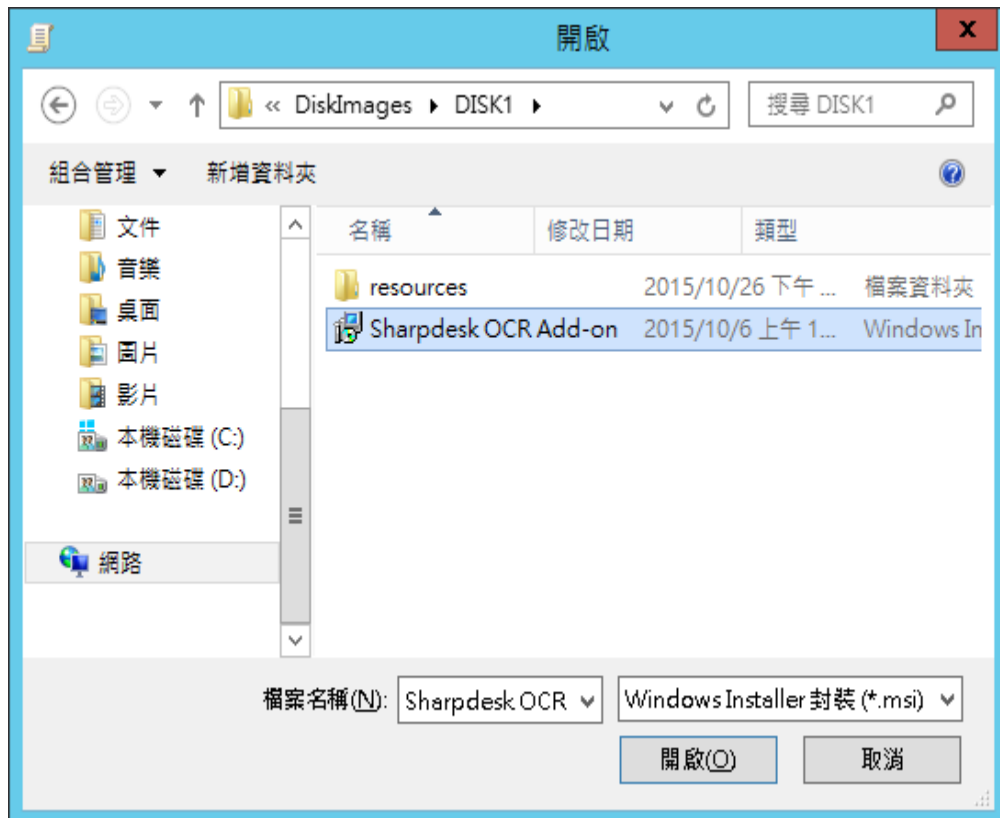 開啟
x
« DiskImages ▸ DISK1 ▸
搜尋 DISK1
組合管理 ▼ 新增資料夾
名稱 修改日期 類型
文件
音樂
桌面
圖片
影片
本機磁碟 (C:)
本機磁碟 (D:)
網路
resources 2015/10/26 下午 ... 檔案資料夾
Sharpdesk OCR Add-on 2015/10/6 上午 1... Windows In
檔案名稱(N): Sharpdesk OCR Windows Installer 封裝 (*.msi)
開啟(O) 取消